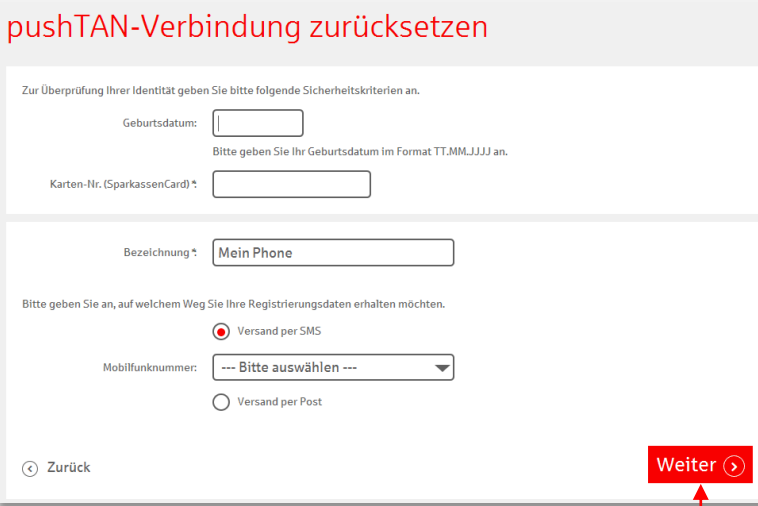 pushTAN-Verbindung zurücksetzen
Zur Überprüfung Ihrer Identität geben Sie bitte folgende Sicherheitskriterien an.
Geburtsdatum:
Bitte geben Sie Ihr Geburtsdatum im Format TT.MM.JJJJ an.
Karten-Nr. (SparkassenCard) *:
Bezeichnung *: Mein Phone
Bitte geben Sie an, auf welchem Weg Sie Ihre Registrierungsdaten erhalten möchten.
Versand per SMS
Mobilfunknummer: --- Bitte auswählen ---
Versand per Post
Zurück Weiter